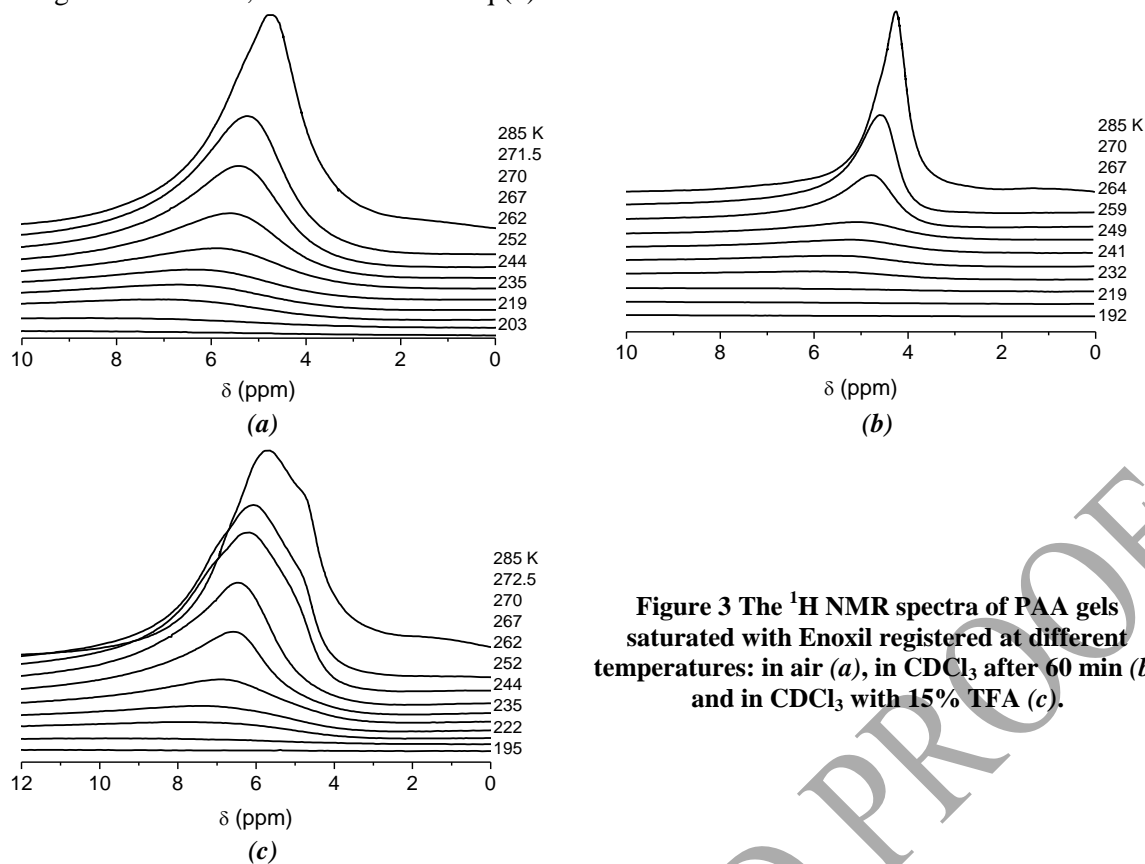 285 K
271.5
270
267
262
252
244
235
219
203
10 8 6 4 2 0
δ (ppm)
(a)
285 K
270
267
264
259
249
241
232
219
192
10 8 6 4 2 0
δ (ppm)
(b)
285 K
272.5
270
267
262
252
244
235
222
195
12 10 8 6 4 2 0
δ (ppm)
(c)
Figure 3 The ¹H NMR spectra of PAA gels
saturated with Enoxil registered at different
temperatures: in air (a), in CDCl₃ after 60 min (b
and in CDCl₃ with 15% TFA (c).
PROOF